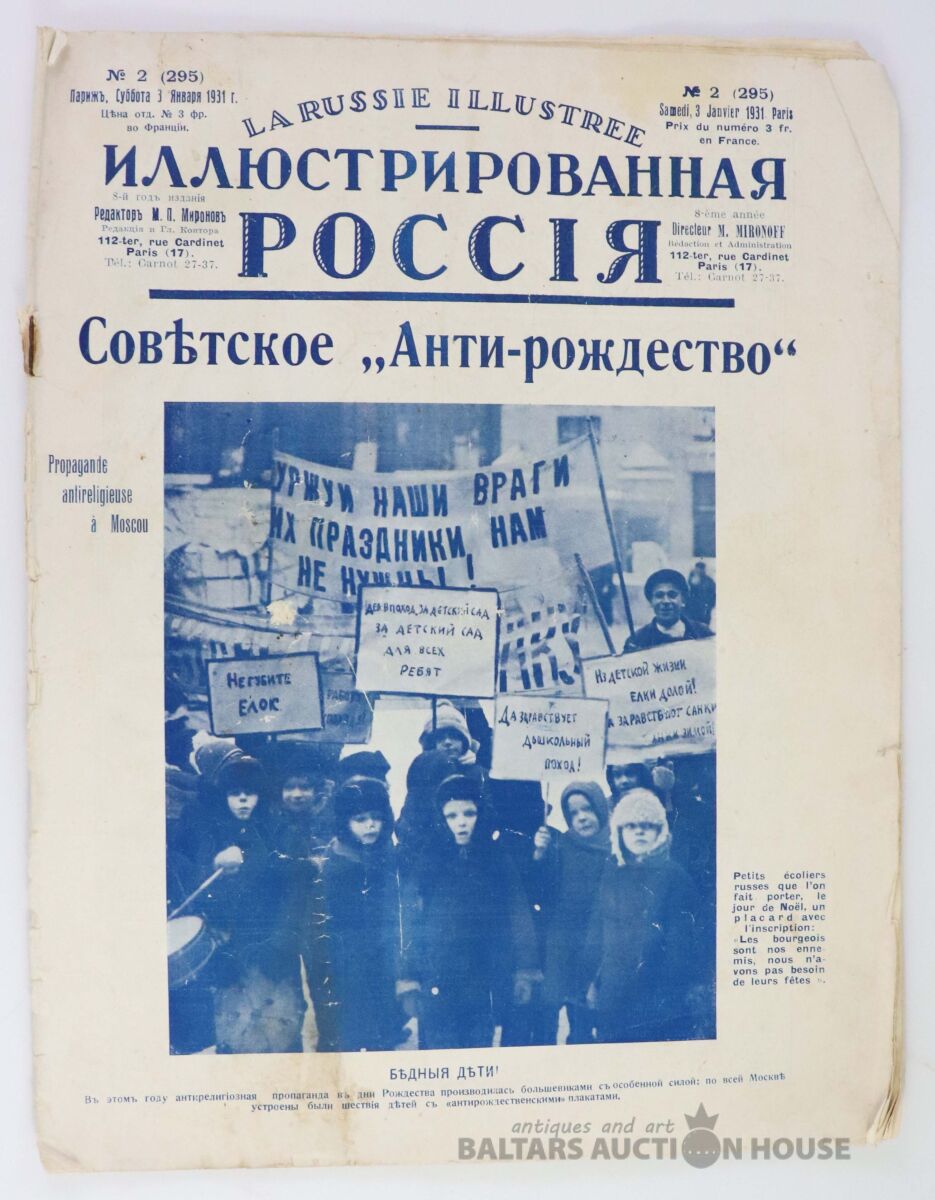 № 2 (295)
Парижъ, Суббота 3 Января 1931 г.
Цѣна отд. № 3 фр.
во Франціи.
LA RUSSIE ILLUSTREE
№ 2 (295)
Samedi, 3 Janvier 1931 Paris
Prix du numéro 3 fr.
en France.
ИЛЛЮСТРИРОВАННАЯ
РОССІЯ
8-й годъ изданія
Редакторъ М. П. Мироновъ
Редакція и Гл. Контора
112-ter, rue Cardinet
Paris (17).
Tél.: Carnot 27-37.
8-ème année
Directeur M. MIRONOFF
Rédaction et Administration
112-ter, rue Cardinet
Paris (17).
Tél.: Carnot 27-37.
Совѣтское „Анти-рождество“
Propagande
antireligieuse
à Moscou
УРЖУИ НАШИ ВРАГИ
ИХ ПРАЗДНИКИ НАМ
НЕ НУЖНЫ!
ЗА ДЕТСКИЙ САД
ДЛЯ ВСЕХ
РЕБЯТ
НЕ ГУБИТЕ
ЕЛОК
ДА ЗДРАВСТВУЕТ
ДОШКОЛЬНЫЙ
ПОХОД!
ИЗ ДЕТСКОЙ ЖИЗНИ
ЕЛКИ ДОЛОЙ!
А ЗДРАВСТВУЮТ САНКИ
ЗИМОЙ!
Petits écoliers
russes que l'on
fait porter, le
jour de Noël, un
placard avec
l'inscription:
«Les bourgeois
sont nos enne-
mis, nous n'a-
vons pas besoin
de leurs fêtes».
БѢДНЫЯ ДѢТИ!
Въ этомъ году антирелигіозная пропаганда въ дни Рождества производилась большевиками съ особенной силой: по всей Москвѣ
устроены были шествія дѣтей съ «антирождественскими» плакатами.
antiques and art
BALTARS AUCTION HOUSE